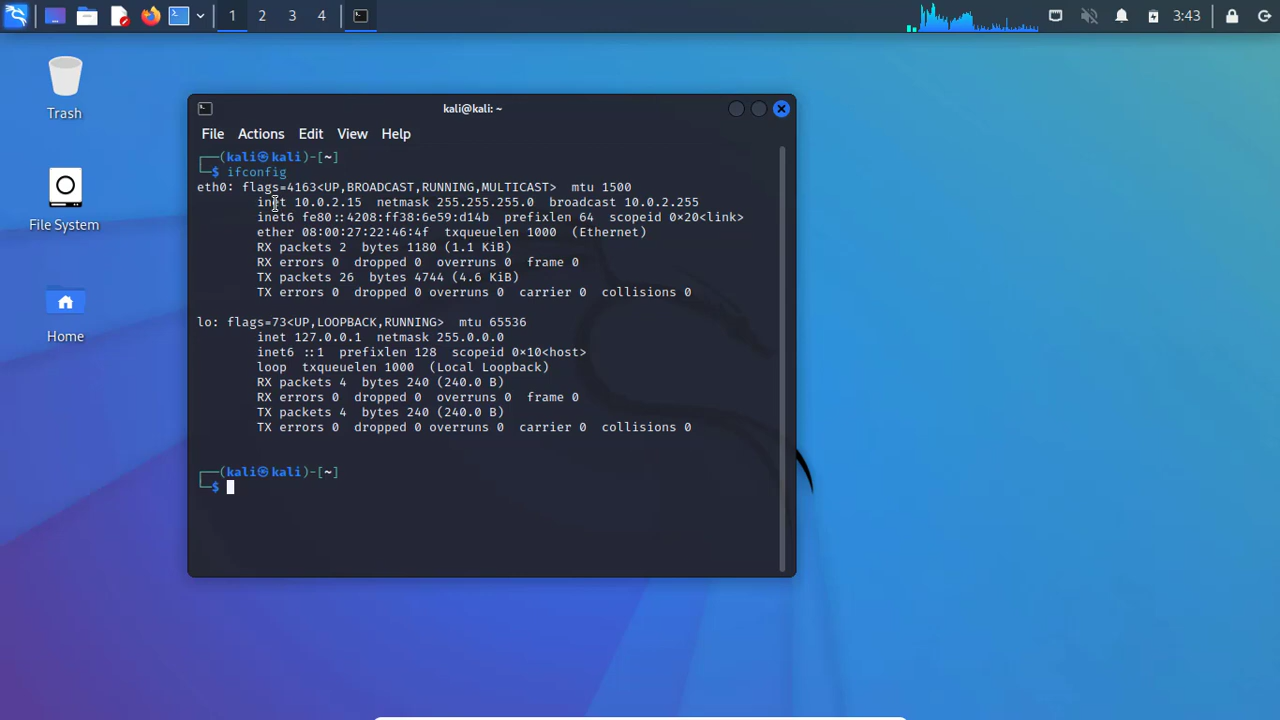 1 2 3 4
3:43
Trash
File System
Home
kali@kali: ~
File Actions Edit View Help
┌──(kali㉿kali)-[~]
└─$ ifconfig
eth0: flags=4163<UP,BROADCAST,RUNNING,MULTICAST>  mtu 1500
        inet 10.0.2.15  netmask 255.255.255.0  broadcast 10.0.2.255
        inet6 fe80::4208:ff38:6e59:d14b  prefixlen 64  scopeid 0×20<link>
        ether 08:00:27:22:46:4f  txqueuelen 1000  (Ethernet)
        RX packets 2  bytes 1180 (1.1 KiB)
        RX errors 0  dropped 0  overruns 0  frame 0
        TX packets 26  bytes 4744 (4.6 KiB)
        TX errors 0  dropped 0 overruns 0  carrier 0  collisions 0
lo: flags=73<UP,LOOPBACK,RUNNING>  mtu 65536
        inet 127.0.0.1  netmask 255.0.0.0
        inet6 ::1  prefixlen 128  scopeid 0×10<host>
        loop  txqueuelen 1000  (Local Loopback)
        RX packets 4  bytes 240 (240.0 B)
        RX errors 0  dropped 0  overruns 0  frame 0
        TX packets 4  bytes 240 (240.0 B)
        TX errors 0  dropped 0 overruns 0  carrier 0  collisions 0
┌──(kali㉿kali)-[~]
└─$